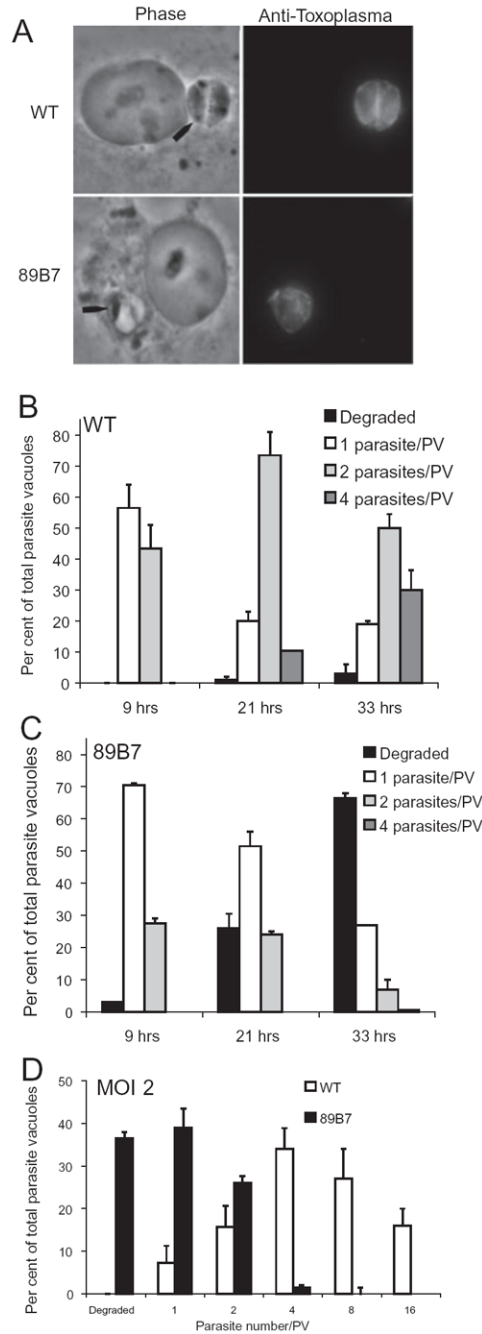 A
Phase Anti-Toxoplasma
WT
89B7
B
WT
Degraded
1 parasite/PV
2 parasites/PV
4 parasites/PV
Per cent of total parasite vacuoles
80
70
60
50
40
30
20
10
0
9 hrs 21 hrs 33 hrs
C
89B7
Degraded
1 parasite/PV
2 parasites/PV
4 parasites/PV
Per cent of total parasite vacuoles
80
70
60
50
40
30
20
10
0
9 hrs 21 hrs 33 hrs
D
MOI 2
WT
89B7
Per cent of total parasite vacuoles
50
40
30
20
10
0
Degraded 1 2 4 8 16
Parasite number/PV